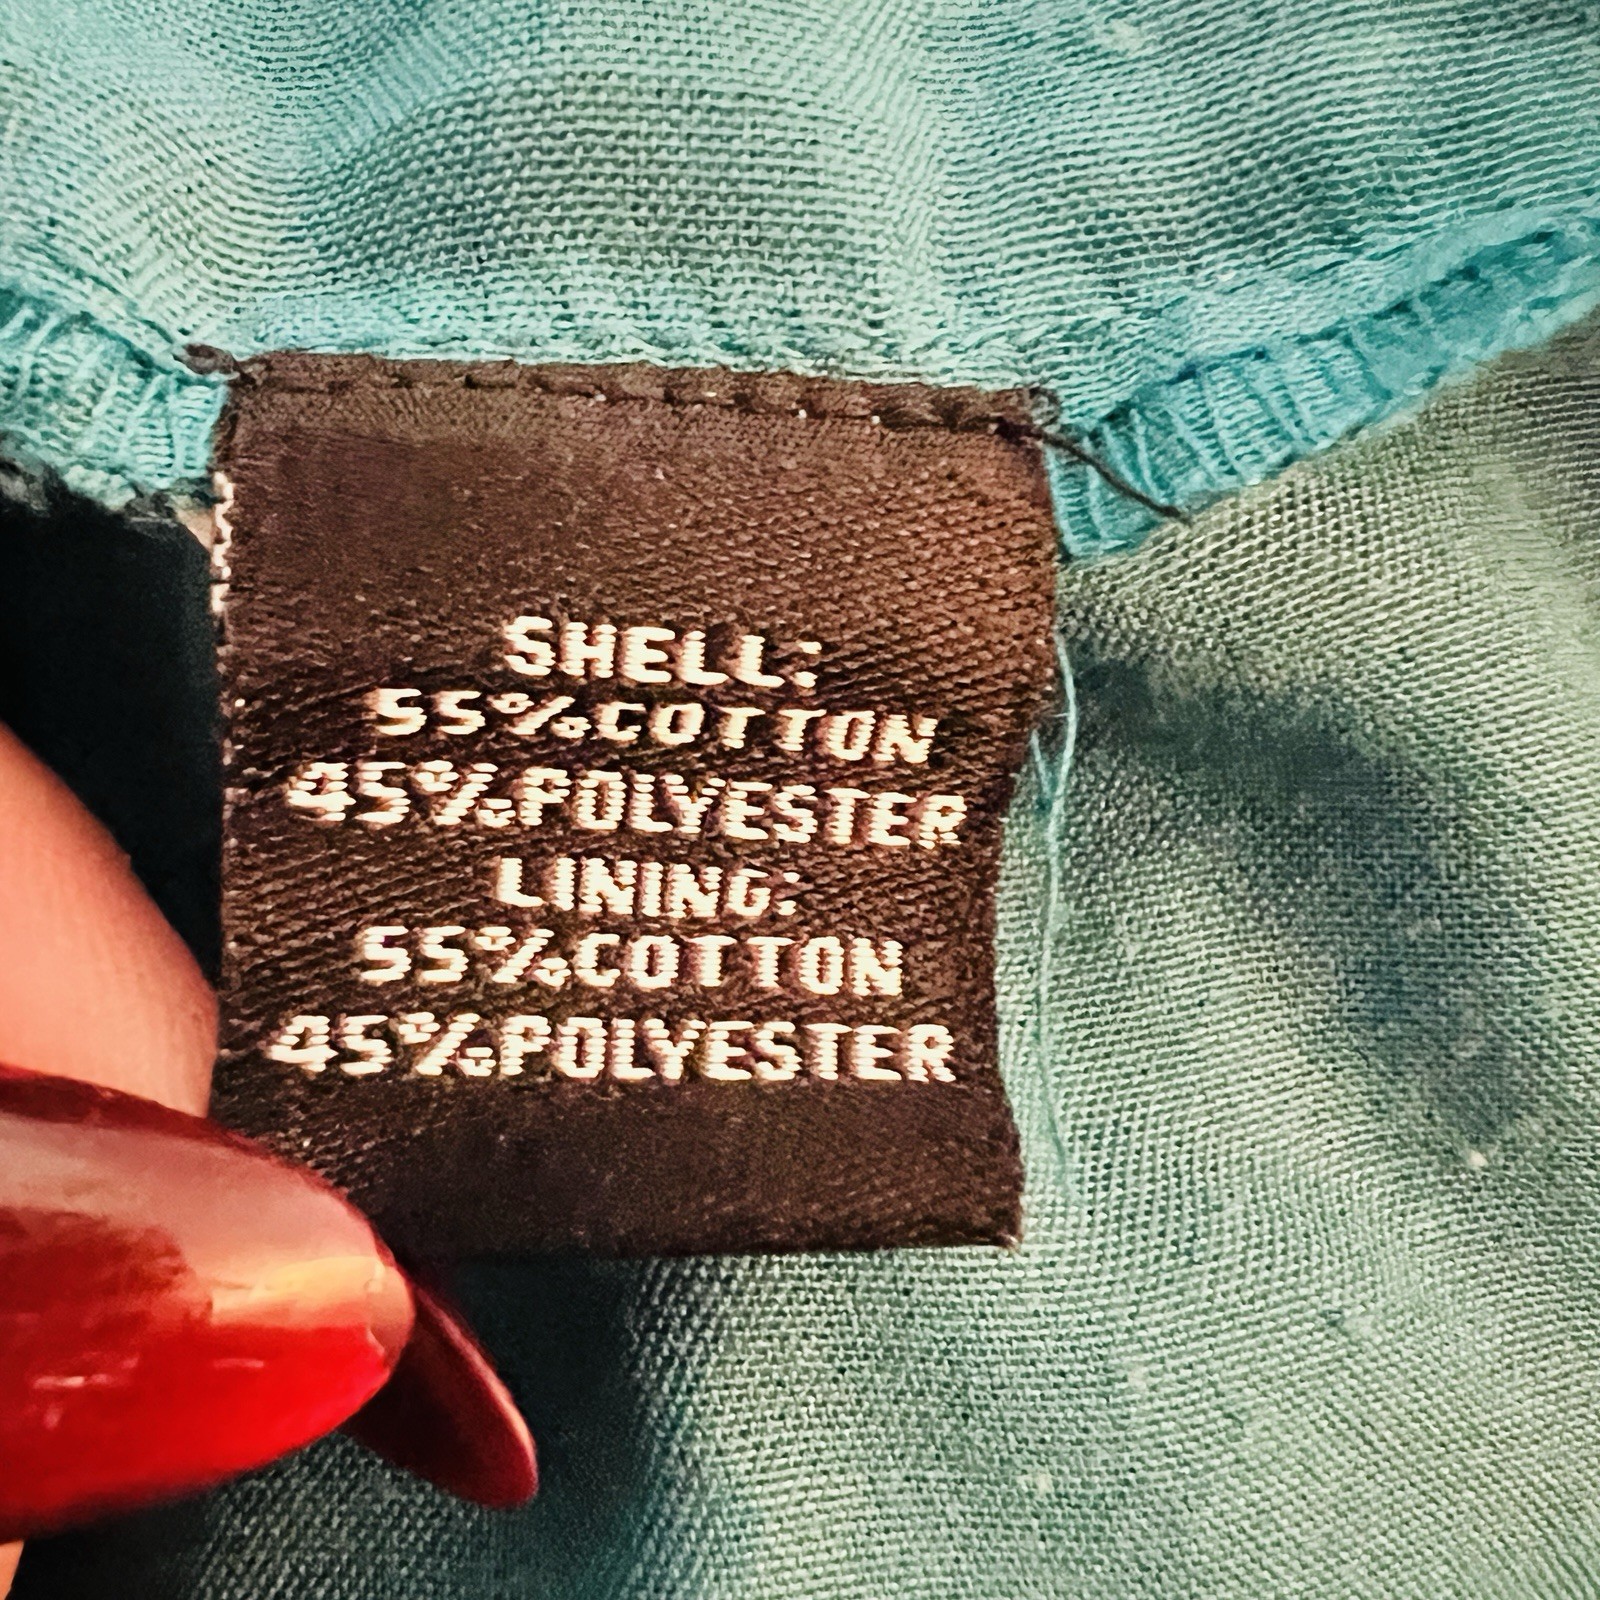 SHELL:
55%COTTON
45%POLYESTER
LINING:
55%COTTON
45%POLYESTER